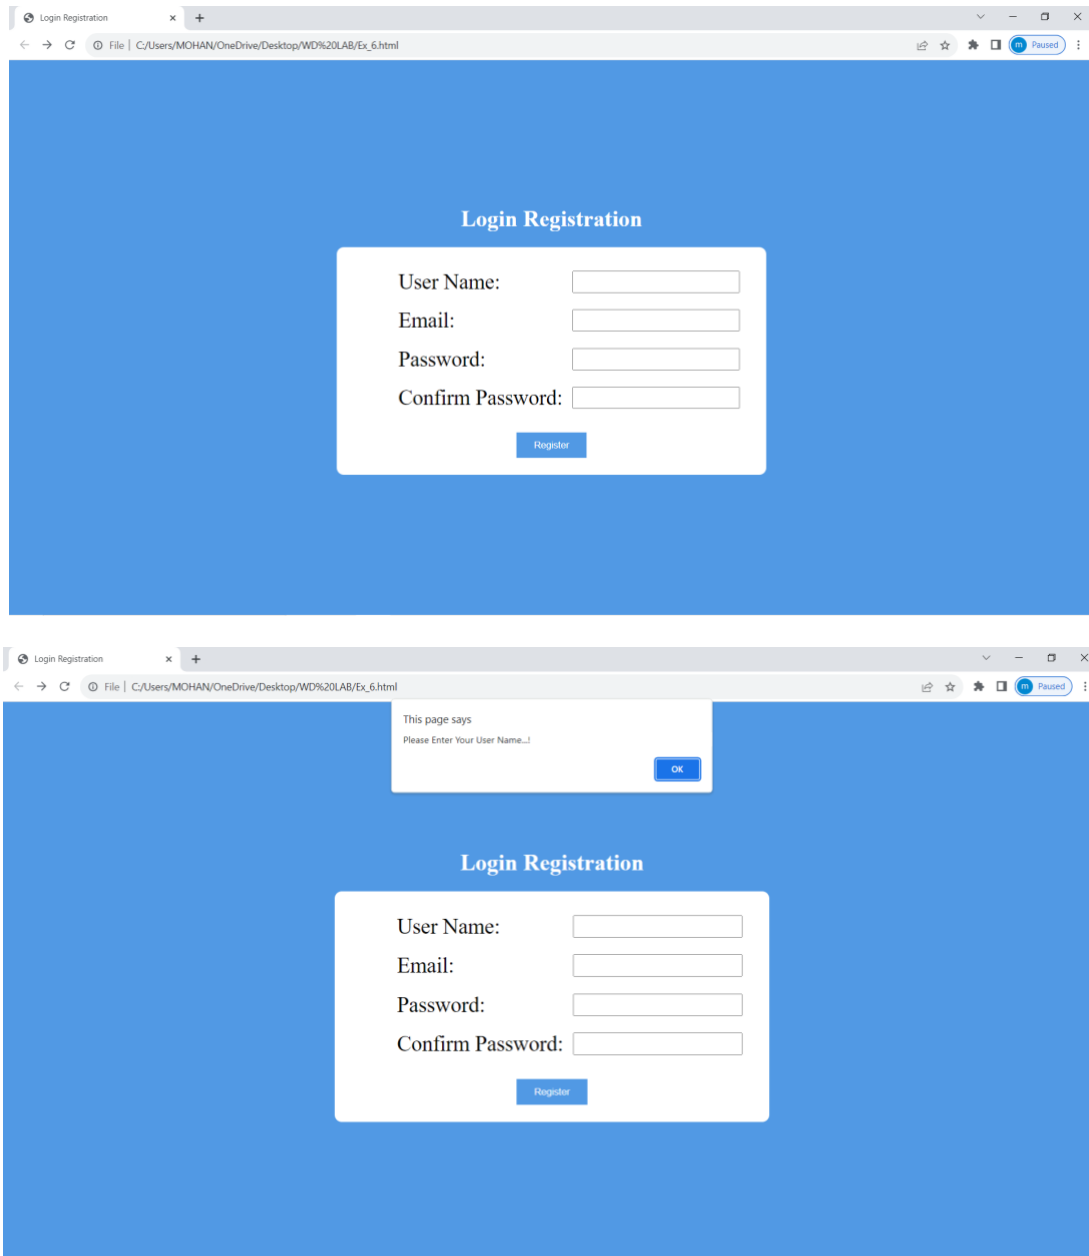 Login Registration
File | C:/Users/MOHAN/OneDrive/Desktop/WD%20LAB/Ex_6.html
m Paused
Login Registration
User Name:
Email:
Password:
Confirm Password:
Register
Login Registration
File | C:/Users/MOHAN/OneDrive/Desktop/WD%20LAB/Ex_6.html
m Paused
This page says
Please Enter Your User Name...!
OK
Login Registration
User Name:
Email:
Password:
Confirm Password:
Register